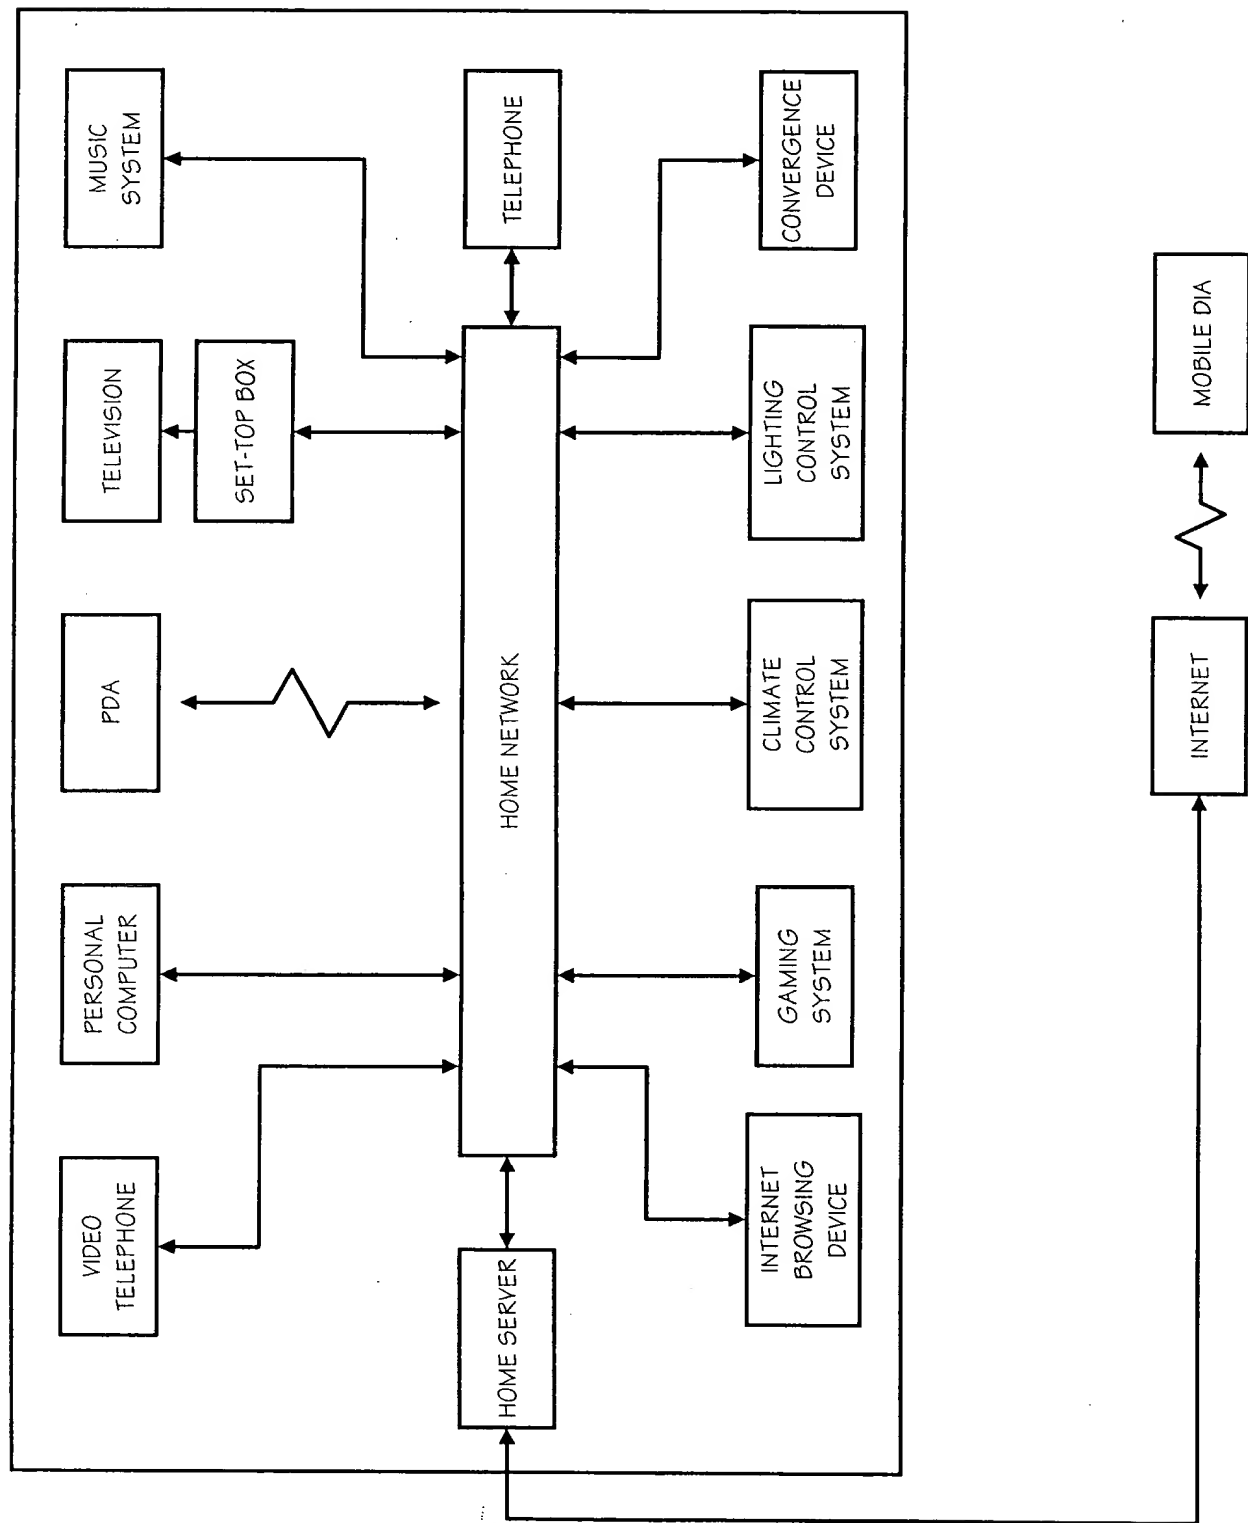 VIDEO
TELEPHONE
PERSONAL
COMPUTER
PDA
TELEVISION
SET-TOP BOX
MUSIC
SYSTEM
HOME SERVER
HOME NETWORK
TELEPHONE
INTERNET
BROWSING
DEVICE
GAMING
SYSTEM
CLIMATE
CONTROL
SYSTEM
LIGHTING
CONTROL
SYSTEM
CONVERGENCE
DEVICE
INTERNET
MOBILE DIA